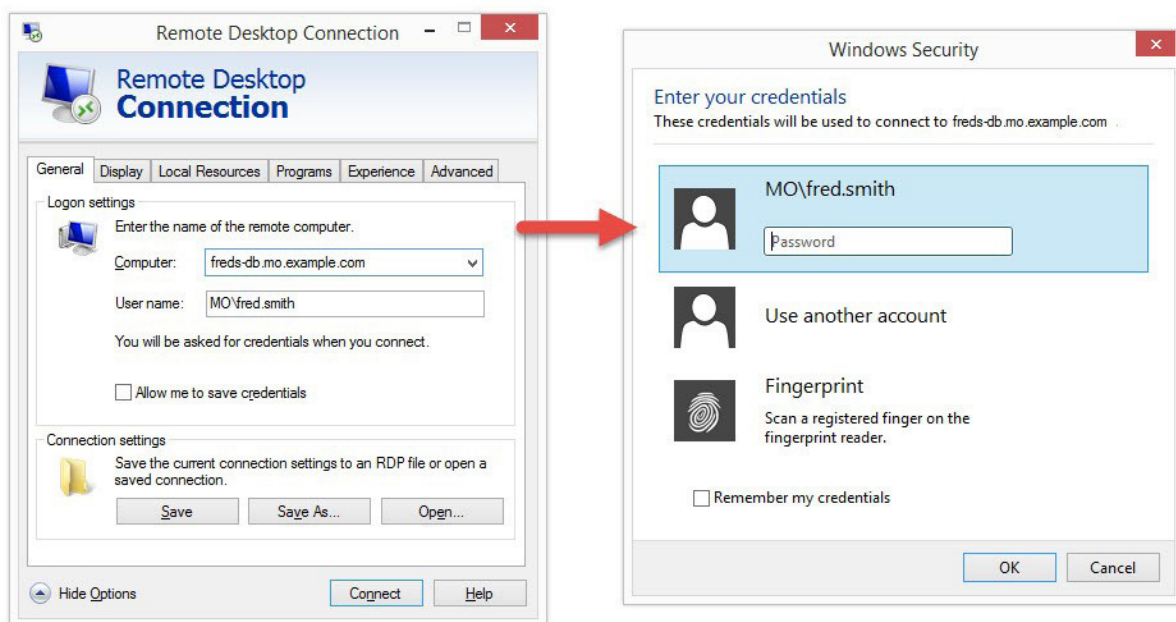 Remote Desktop Connection
Remote Desktop
Connection
General Display Local Resources Programs Experience Advanced
Logon settings
Enter the name of the remote computer.
Computer: freds-db.mo.example.com
User name: MO\fred.smith
You will be asked for credentials when you connect.
Allow me to save credentials
Connection settings
Save the current connection settings to an RDP file or open a
saved connection.
Save Save As... Open...
Hide Options Connect Help
Windows Security
Enter your credentials
These credentials will be used to connect to freds-db.mo.example.com .
MO\fred.smith
Password
Use another account
Fingerprint
Scan a registered finger on the
fingerprint reader.
Remember my credentials
OK Cancel